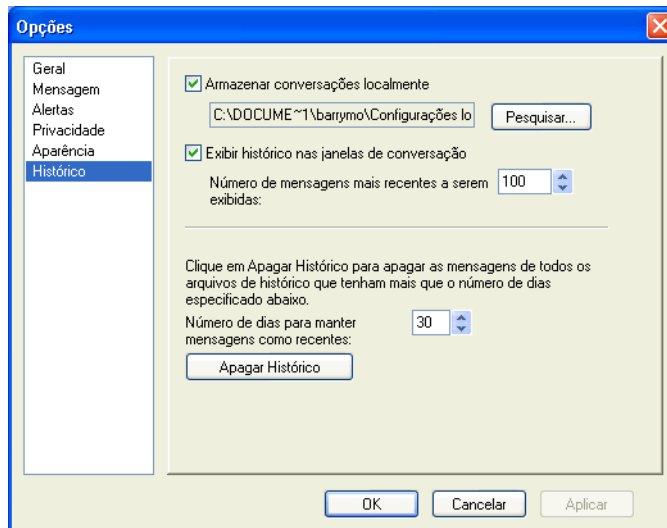 Opções
Geral
Mensagem
Alertas
Privacidade
Aparência
Histórico
Armazenar conversações localmente
C:\DOCUME~1\barrymo\Configurações lo
Pesquisar...
Exibir histórico nas janelas de conversação
Número de mensagens mais recentes a serem
exibidas:
100
Clique em Apagar Histórico para apagar as mensagens de todos os
arquivos de histórico que tenham mais que o número de dias
especificado abaixo.
Número de dias para manter
mensagens como recentes:
30
Apagar Histórico
OK
Cancelar
Aplicar